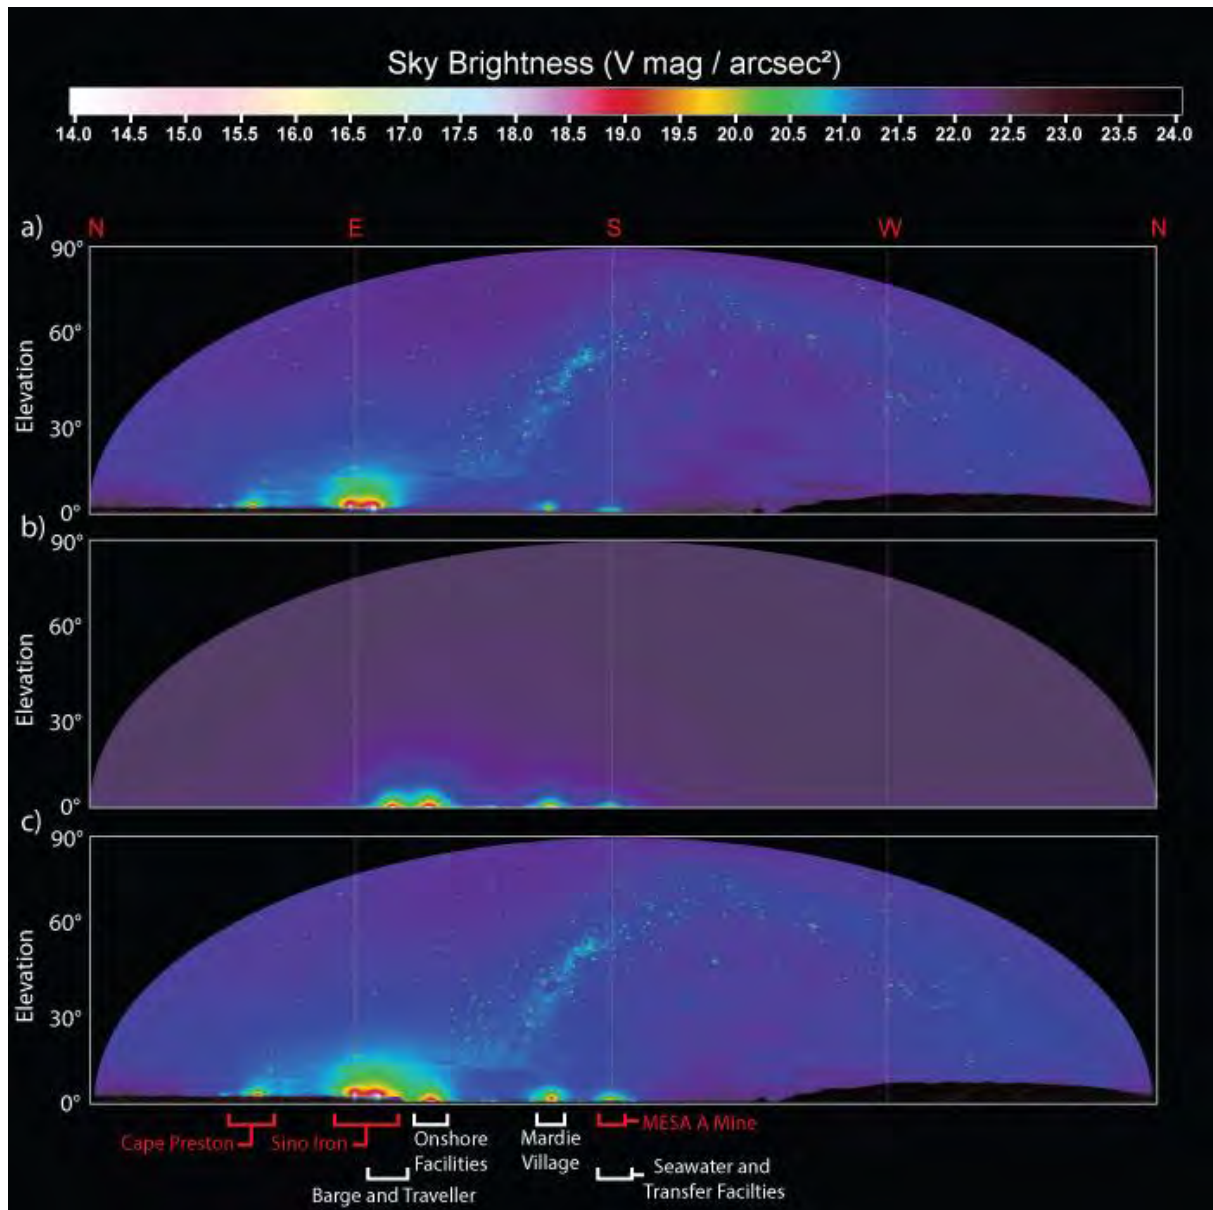 Sky Brightness (V mag / arcsec²)
14.0 14.5 15.0 15.5 16.0 16.5 17.0 17.5 18.0 18.5 19.0 19.5 20.0 20.5 21.0 21.5 22.0 22.5 23.0 23.5 24.0
a)
N E S W N
90°
60°
30°
0°
Elevation
b)
90°
60°
30°
0°
Elevation
c)
90°
60°
30°
0°
Elevation
Cape Preston
Sino Iron
Onshore
Facilities
Mardie
Village
MESA A Mine
Barge and Traveller
Seawater and
Transfer Facilties